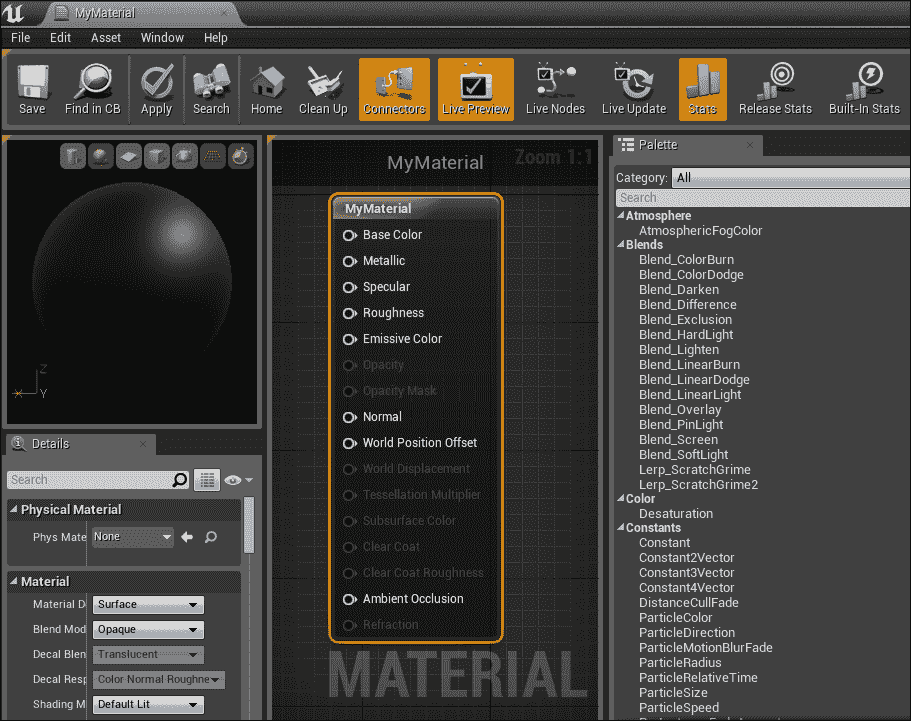 MyMaterial
File Edit Asset Window Help
Save Find in CB Apply Search Home Clean Up Connectors Live Preview Live Nodes Live Update Stats Release Stats Built-In Stats
MyMaterial Zoom 1:1
MyMaterial
Base Color
Metallic
Specular
Roughness
Emissive Color
Opacity
Opacity Mask
Normal
World Position Offset
World Displacement
Tessellation Multiplier
Subsurface Color
Clear Coat
Clear Coat Roughness
Ambient Occlusion
Refraction
MATERIAL
Z
X Y
Details
Search
Physical Material
Phys Mate None
Material
Material D Surface
Blend Mod Opaque
Decal Blen Translucent
Decal Resp Color Normal Roughne
Shading M Default Lit
Palette
Category: All
Search
Atmosphere
AtmosphericFogColor
Blends
Blend_ColorBurn
Blend_ColorDodge
Blend_Darken
Blend_Difference
Blend_Exclusion
Blend_HardLight
Blend_Lighten
Blend_LinearBurn
Blend_LinearDodge
Blend_LinearLight
Blend_Overlay
Blend_PinLight
Blend_Screen
Blend_SoftLight
Lerp_ScratchGrime
Lerp_ScratchGrime2
Color
Desaturation
Constants
Constant
Constant2Vector
Constant3Vector
Constant4Vector
DistanceCullFade
ParticleColor
ParticleDirection
ParticleMotionBlurFade
ParticleRadius
ParticleRelativeTime
ParticleSize
ParticleSpeed